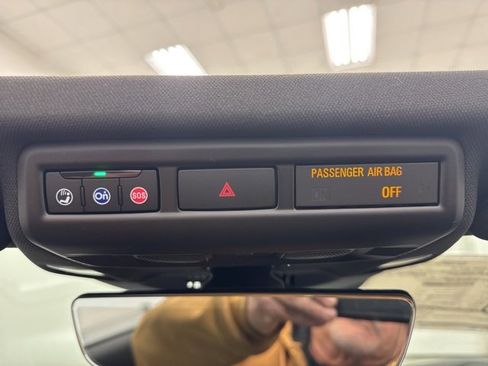 On
SOS
PASSENGER AIR BAG
OFF